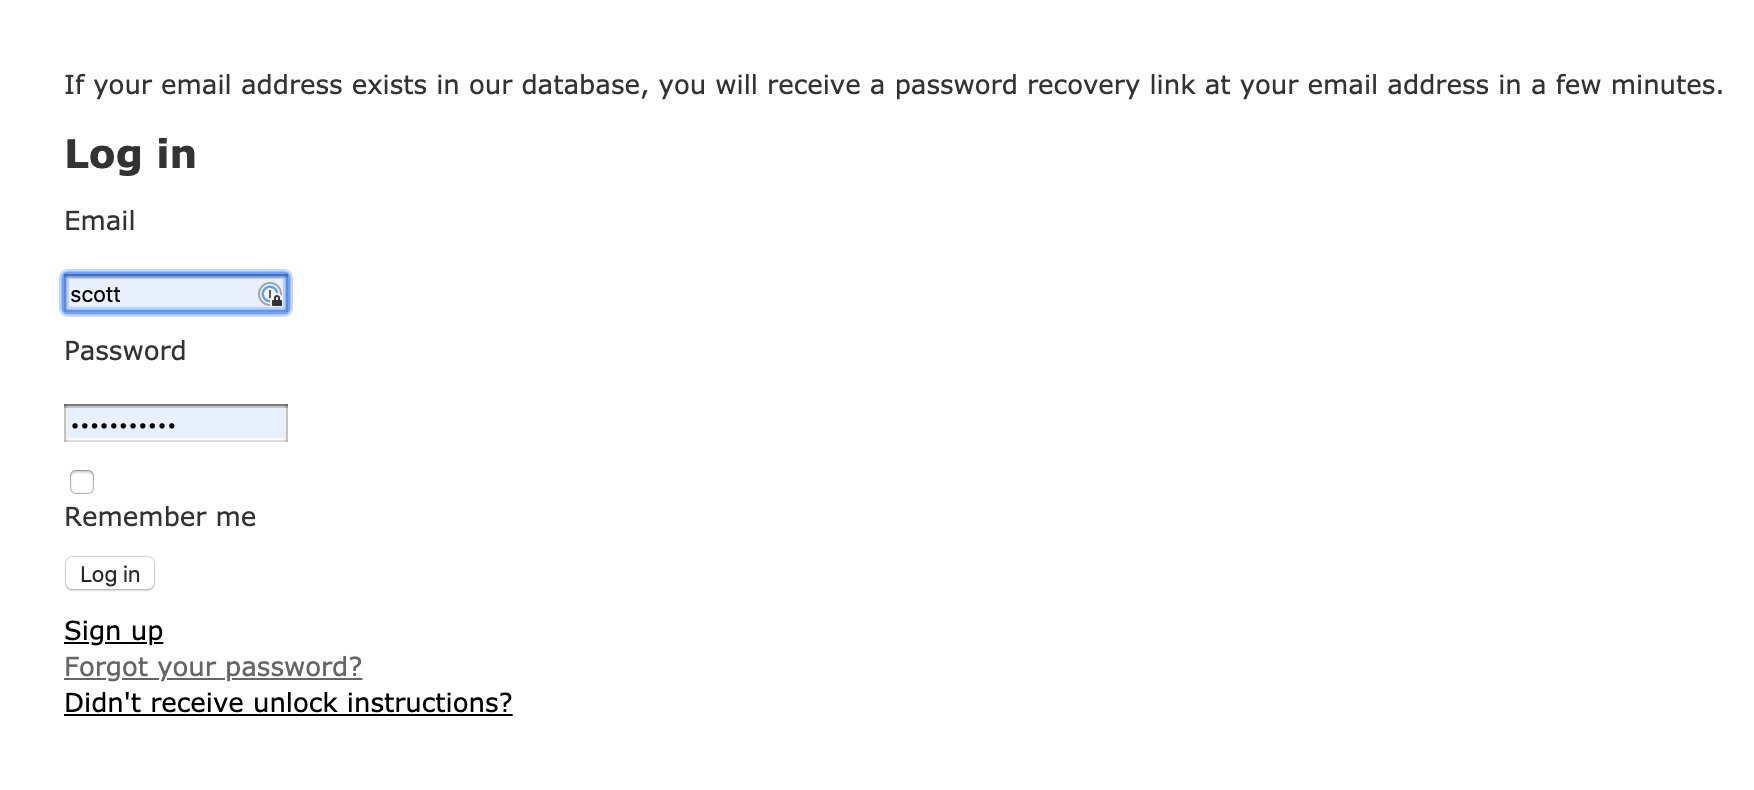 If your email address exists in our database, you will receive a password recovery link at your email address in a few minutes.
Log in
Email
scott
Password
•••••••••••
Remember me
Log in
Sign up
Forgot your password?
Didn't receive unlock instructions?